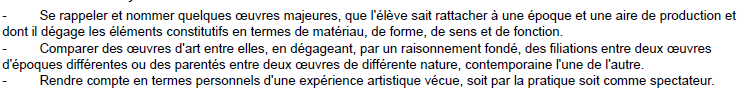 -	Se rappeler et nommer quelques œuvres majeures, que l'élève sait rattacher à une époque et une aire de production et
dont il dégage les éléments constitutifs en termes de matériau, de forme, de sens et de fonction.
-	Comparer des œuvres d'art entre elles, en dégageant, par un raisonnement fondé, des filiations entre deux œuvres
d'époques différentes ou des parentés entre deux œuvres de différente nature, contemporaine l'une de l'autre.
-	Rendre compte en termes personnels d'une expérience artistique vécue, soit par la pratique soit comme spectateur.